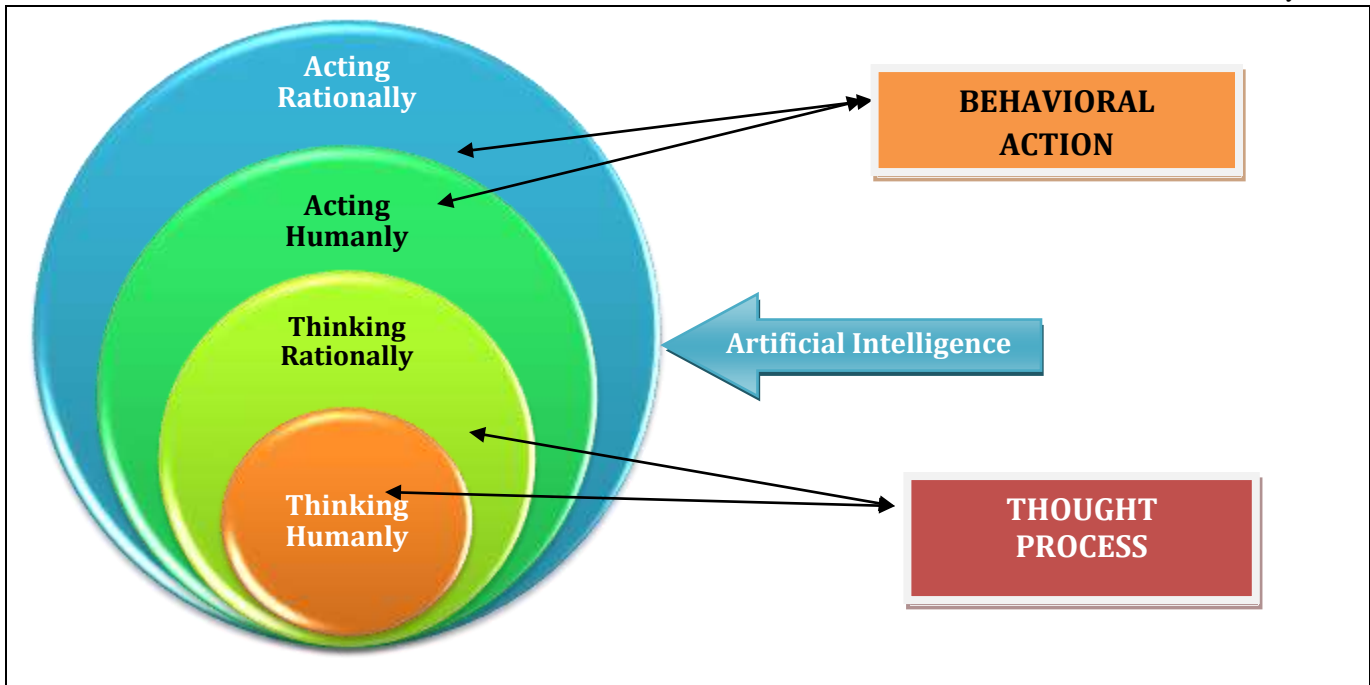 Acting
Rationally
BEHAVIORAL
ACTION
Acting
Humanly
Thinking
Rationally
Artificial Intelligence
Thinking
Humanly
THOUGHT
PROCESS